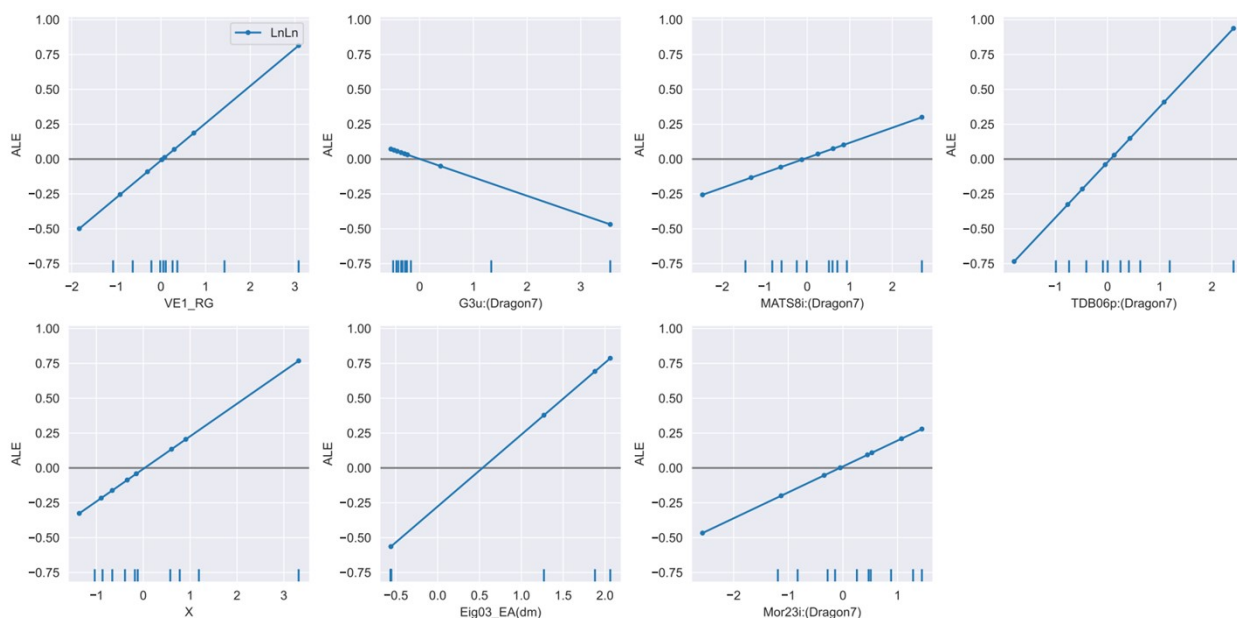 1.00
0.75
0.50
0.25
0.00
−0.25
−0.50
−0.75
ALE
LnLn
−2 −1 0 1 2 3
VE1_RG
1.00
0.75
0.50
0.25
0.00
−0.25
−0.50
−0.75
ALE
0 1 2 3
G3u:(Dragon7)
1.00
0.75
0.50
0.25
0.00
−0.25
−0.50
−0.75
ALE
−2 −1 0 1 2
MATS8i:(Dragon7)
1.00
0.75
0.50
0.25
0.00
−0.25
−0.50
−0.75
ALE
−1 0 1 2
TDB06p:(Dragon7)
1.00
0.75
0.50
0.25
0.00
−0.25
−0.50
−0.75
ALE
−1 0 1 2 3
X
1.00
0.75
0.50
0.25
0.00
−0.25
−0.50
−0.75
ALE
−0.5 0.0 0.5 1.0 1.5 2.0
Eig03_EA(dm)
1.00
0.75
0.50
0.25
0.00
−0.25
−0.50
−0.75
ALE
−2 −1 0 1
Mor23i:(Dragon7)